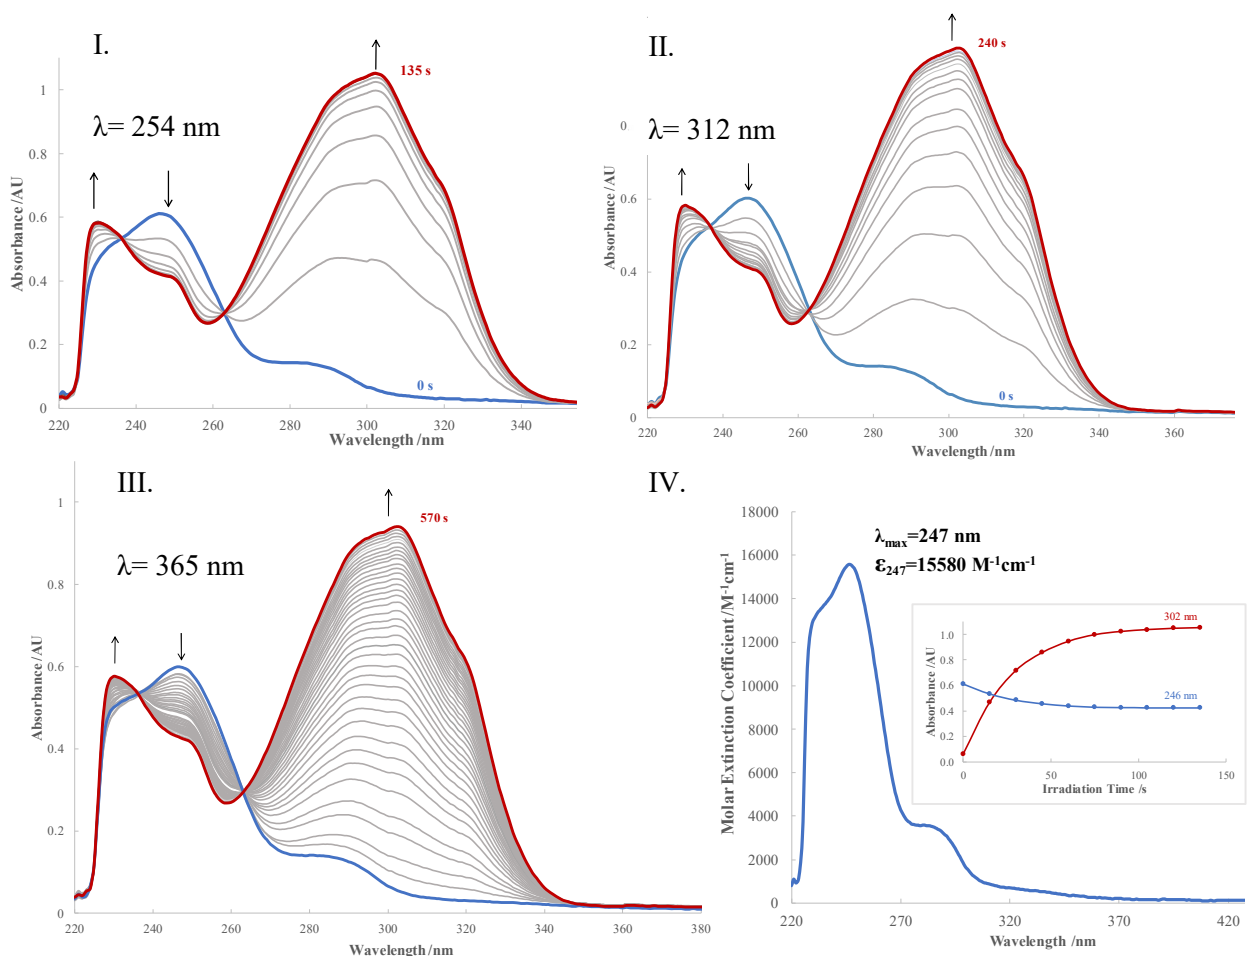 I.
135 s
λ= 254 nm
1
0.8
0.6
0.4
0.2
0
Absorbance /AU
0 s
220 240 260 280 300 320 340
Wavelength /nm
II.
240 s
λ= 312 nm
0.
0.6
0.4
0.2
0
Absorbance /AU
0 s
220 240 260 280 300 320 340 360
Wavelength /nm
III.
570 s
λ= 365 nm
1
0.8
0.6
0.4
0.2
0
Absorbance /AU
220 240 260 280 300 320 340 360 380
Wavelength /nm
IV.
λmax=247 nm
ε247=15580 M-1cm-1
18000
16000
14000
12000
10000
8000
6000
4000
2000
0
Molar Extinction Coefficient /M-1cm-1
220 270 320 370 420
Wavelength /nm
302 nm
246 nm
1.0
0.8
0.6
0.4
0.2
0.0
Absorbance /AU
0 50 100 150
Irradiation Time /s